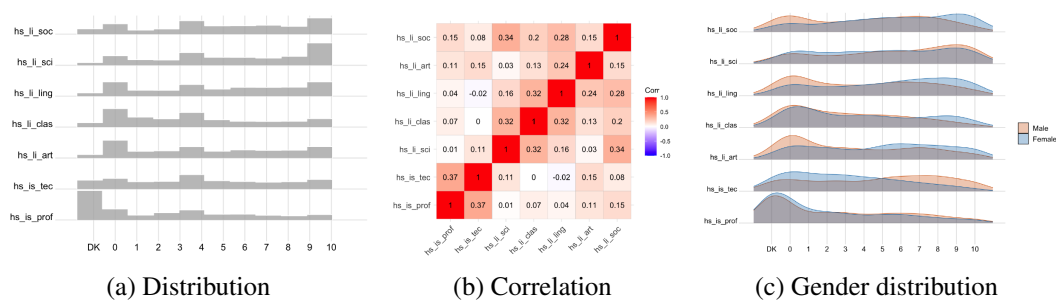 hs_li_soc
hs_li_sci
hs_li_ling
hs_li_clas
hs_li_art
hs_is_tec
hs_is_prof
DK 0 1 2 3 4 5 6 7 8 9 10
(a) Distribution
hs_li_soc 0.15 0.08 0.34 0.2 0.28 0.15 1
hs_li_art 0.11 0.15 0.03 0.13 0.24 1 0.15
hs_li_ling 0.04 -0.02 0.16 0.32 1 0.24 0.28
hs_li_clas 0.07 0 0.32 1 0.32 0.13 0.2
hs_li_sci 0.01 0.11 1 0.32 0.16 0.03 0.34
hs_is_tec 0.37 1 0.11 0 -0.02 0.15 0.08
hs_is_prof 1 0.37 0.01 0.07 0.04 0.11 0.15
hs_is_prof hs_is_tec hs_li_sci hs_li_clas hs_li_ling hs_li_art hs_li_soc
Corr
1.0
0.5
0.0
-0.5
-1.0
(b) Correlation
hs_li_soc
hs_li_sci
hs_li_ling
hs_li_clas
hs_li_art
hs_is_tec
hs_is_prof
DK 0 1 2 3 4 5 6 7 8 9 10
Male
Female
(c) Gender distribution